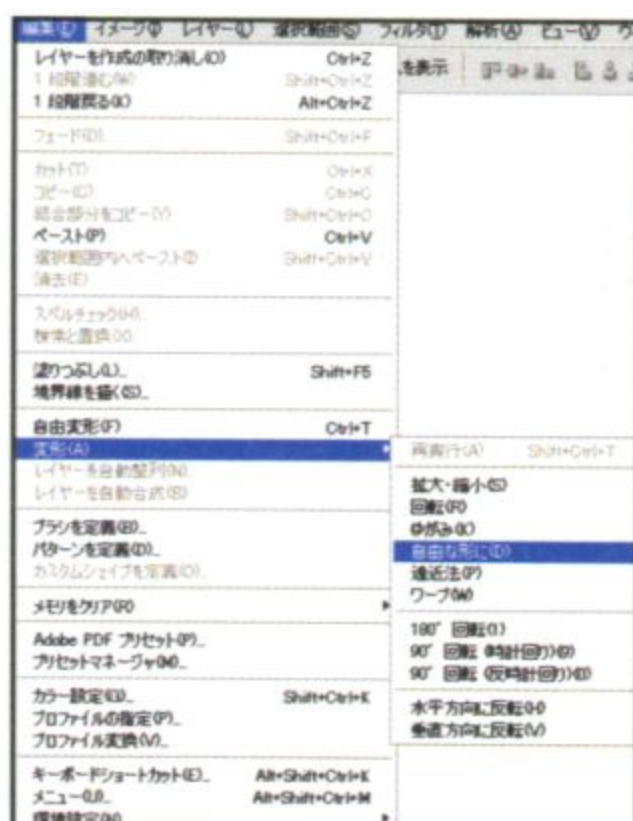 編集(E) イメージ(I) レイヤー(L) 選択範囲(S) フィルタ(T) 解析(A) ビュー(V)
を表示
レイヤーを作成の取り消し(O) Ctrl+Z
1 段階進む(W) Shift+Ctrl+Z
1 段階戻る(K) Alt+Ctrl+Z
フェード(D)... Shift+Ctrl+F
カット(T) Ctrl+X
コピー(C) Ctrl+C
結合部分をコピー(Y) Shift+Ctrl+C
ペースト(P) Ctrl+V
選択範囲内へペースト(I) Shift+Ctrl+V
消去(E)
スペルチェック(H)...
検索と置換(X)...
塗りつぶし(L)... Shift+F5
境界線を描く(S)...
自由変形(F) Ctrl+T
変形(A)
レイヤーを自動整列(N)...
レイヤーを自動合成(B)
ブラシを定義(B)...
パターンを定義(D)...
カスタムシェイプを定義(O)...
メモリをクリア(R)
Adobe PDF プリセット(P)...
プリセットマネージャ(M)...
カラー設定(G)... Shift+Ctrl+K
プロファイルの指定(P)...
プロファイル変換(V)...
キーボードショートカット(E)... Alt+Shift+Ctrl+K
メニュー(U)... Alt+Shift+Ctrl+M
環境設定(N)
再実行(A) Shift+Ctrl+T
拡大・縮小(S)
回転(R)
ゆがみ(K)
自由な形に(D)
遠近法(P)
ワープ(W)
180° 回転(1)
90° 回転 (時計回り)(9)
90° 回転 (反時計回り)(0)
水平方向に反転(H)
垂直方向に反転(V)